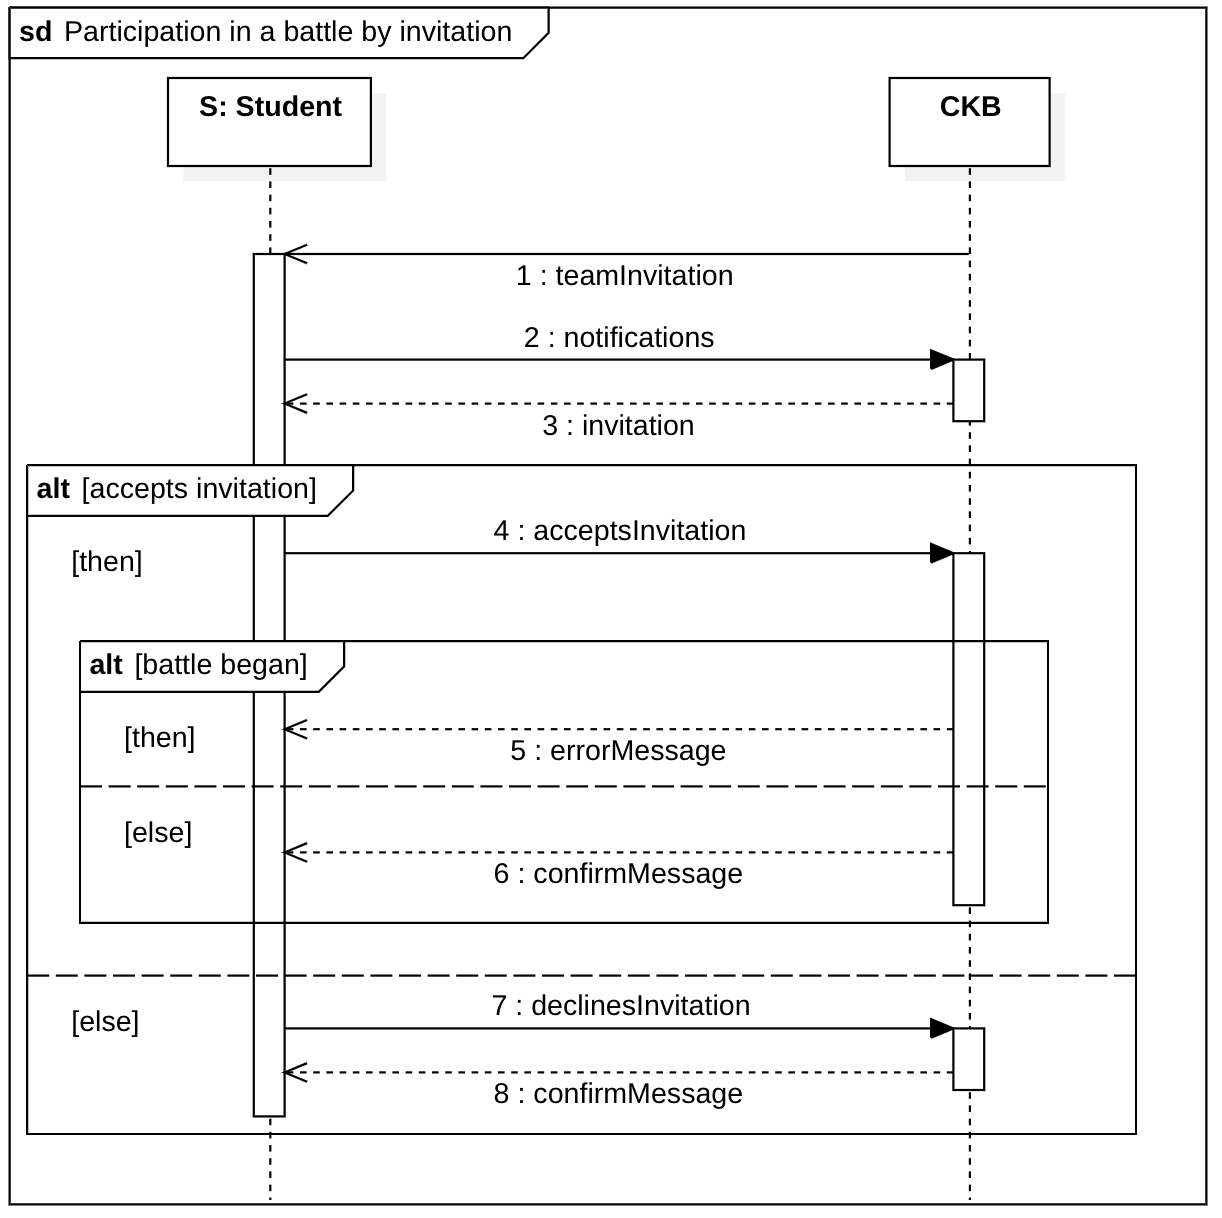 sd Participation in a battle by invitation
S: Student
CKB
1 : teamInvitation
2 : notifications
3 : invitation
alt [accepts invitation]
4 : acceptsInvitation
[then]
alt [battle began]
[then]
5 : errorMessage
[else]
6 : confirmMessage
7 : declinesInvitation
[else]
8 : confirmMessage